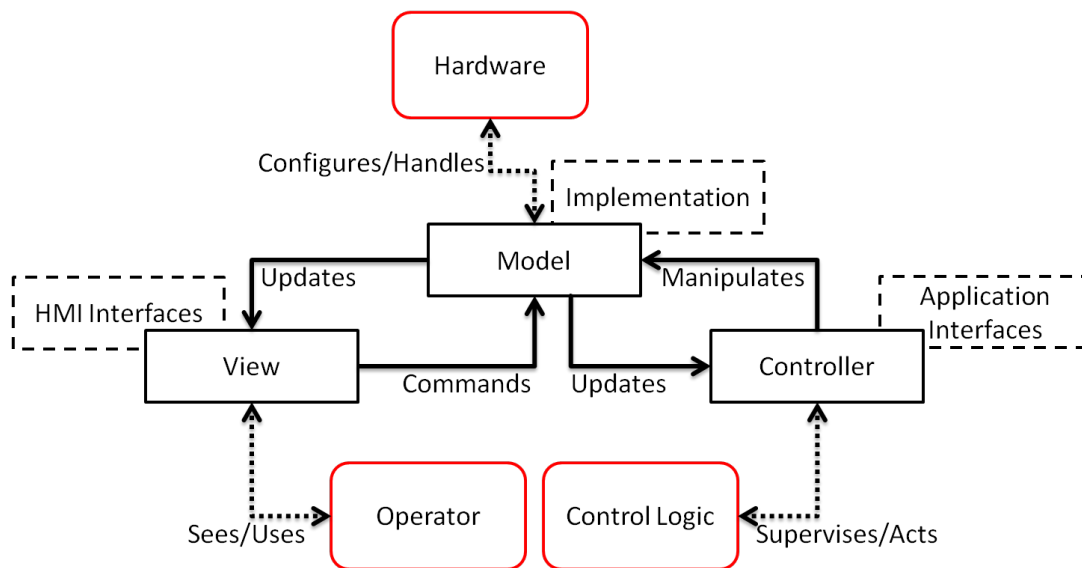 Hardware
Configures/Handles
Implementation
Model
Updates
Manipulates
HMI Interfaces
Application
Interfaces
View
Commands
Updates
Controller
Operator
Control Logic
Sees/Uses
Supervises/Acts